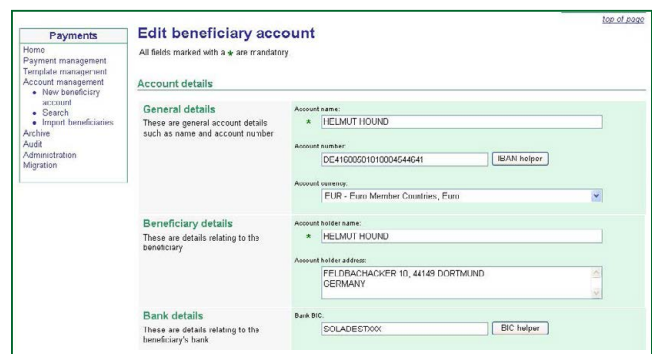 top of page
Payments
Home
Payment management
Template management
Account management
• New beneficiary account
• Search
• Import beneficiaries
Archive
Audit
Administration
Migration
Edit beneficiary account
All fields marked with a * are mandatory.
Account details
General details
These are general account details
such as name and account number
Account name:
* HELMUT HOUND
Account number
DE41600501010004544641
IBAN helper
Account currency:
EUR - Euro Member Countries, Euro
Beneficiary details
These are details relating to the
beneficiary
Account holder name:
* HELMUT HOUND
Account holder address:
FELDBACHACKER 10, 44149 DORTMUND
GERMANY
Bank details
These are details relating to the
beneficiary's bank
Bank BIC:
SOLADESTXXX
BIC helper